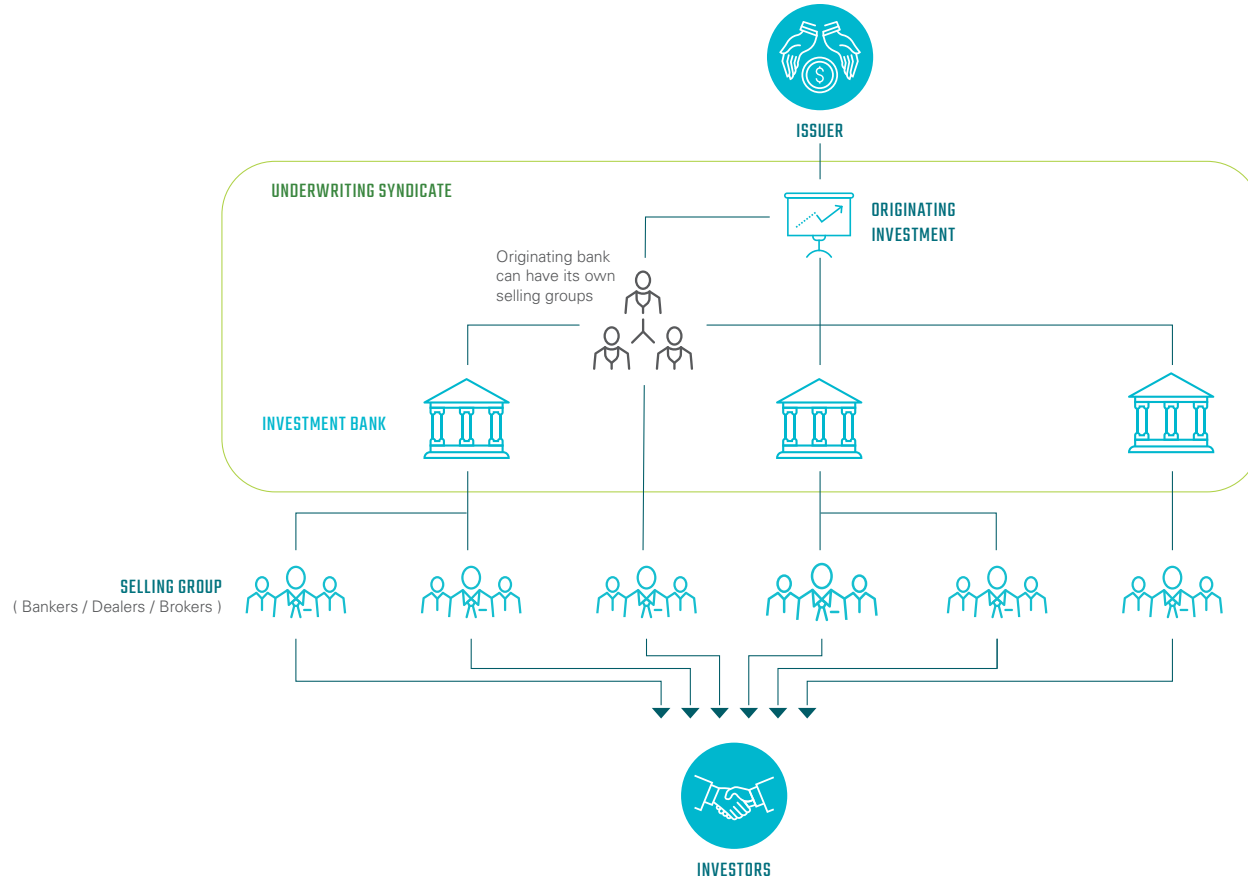 $
ISSUER
UNDERWRITING SYNDICATE
ORIGINATING
INVESTMENT
Originating bank
can have its own
selling groups
INVESTMENT BANK
SELLING GROUP
( Bankers / Dealers / Brokers )
INVESTORS